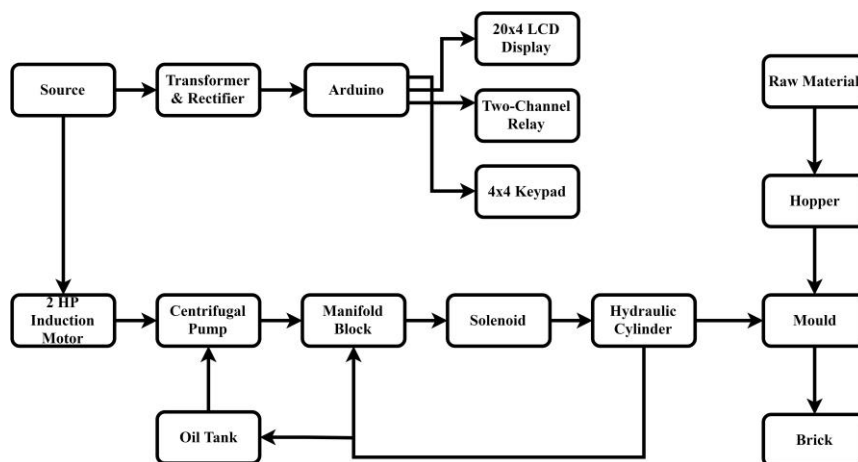 20x4 LCD
Display
Source
Transformer
& Rectifier
Arduino
Raw Material
Two-Channel
Relay
4x4 Keypad
Hopper
2 HP
Induction
Motor
Centrifugal
Pump
Manifold
Block
Solenoid
Hydraulic
Cylinder
Mould
Oil Tank
Brick